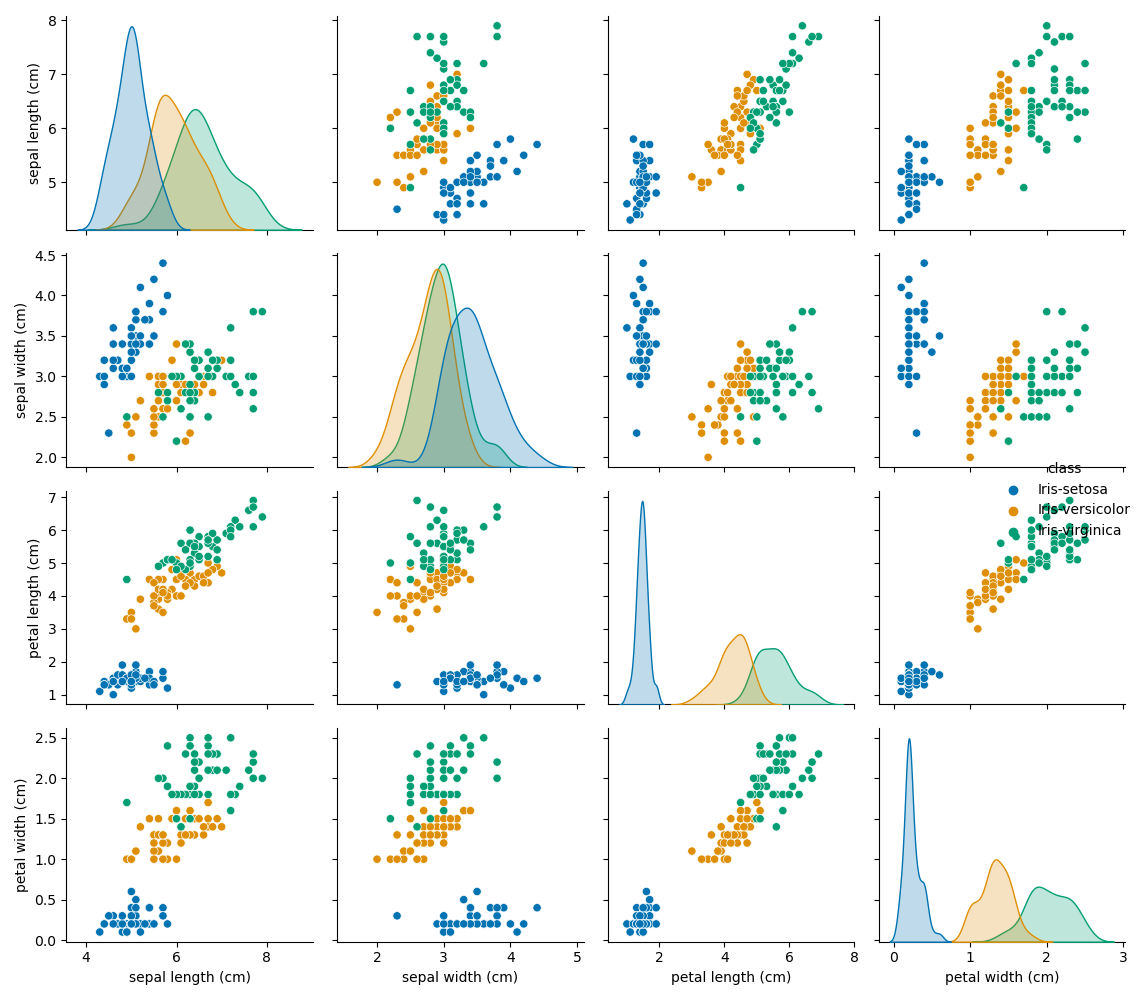 8
7
6
5
sepal length (cm)
4.5
4.0
3.5
3.0
2.5
2.0
sepal width (cm)
class
Iris-setosa
Iris-versicolor
Iris-virginica
7
6
5
4
3
2
1
petal length (cm)
2.5
2.0
1.5
1.0
0.5
0.0
petal width (cm)
4 6 8 2 3 4 5 2 4 6 8 0 1 2 3
sepal length (cm) sepal width (cm) petal length (cm) petal width (cm)